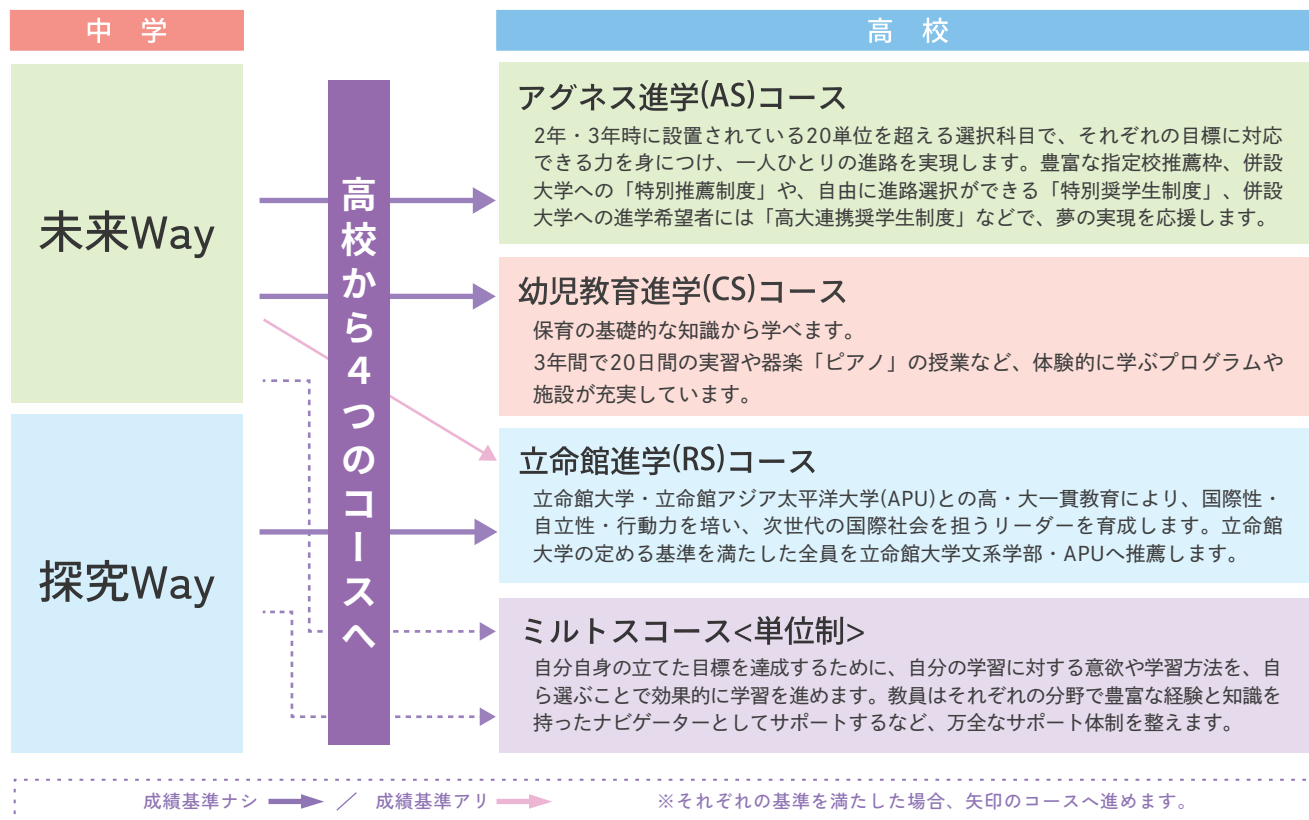 中 学
高 校
未来Way
探究Way
高校から4つのコースへ
アグネス進学(AS)コース
2年・3年時に設置されている20単位を超える選択科目で、それぞれの目標に対応
できる力を身につけ、一人ひとりの進路を実現します。豊富な指定校推薦枠、併設
大学への「特別推薦制度」や、自由に進路選択ができる「特別奨学生制度」、併設
大学への進学希望者には「高大連携奨学生制度」などで、夢の実現を応援します。
幼児教育進学(CS)コース
保育の基礎的な知識から学べます。
3年間で20日間の実習や器楽「ピアノ」の授業など、体験的に学ぶプログラムや
施設が充実しています。
立命館進学(RS)コース
立命館大学・立命館アジア太平洋大学(APU)との高・大一貫教育により、国際性・
自立性・行動力を培い、次世代の国際社会を担うリーダーを育成します。立命館
大学の定める基準を満たした全員を立命館大学文系学部・APUへ推薦します。
ミルトスコース<単位制>
自分自身の立てた目標を達成するために、自分の学習に対する意欲や学習方法を、自
ら選ぶことで効果的に学習を進めます。教員はそれぞれの分野で豊富な経験と知識を
持ったナビゲーターとしてサポートするなど、万全なサポート体制を整えます。
成績基準ナシ ／ 成績基準アリ ※それぞれの基準を満たした場合、矢印のコースへ進めます。